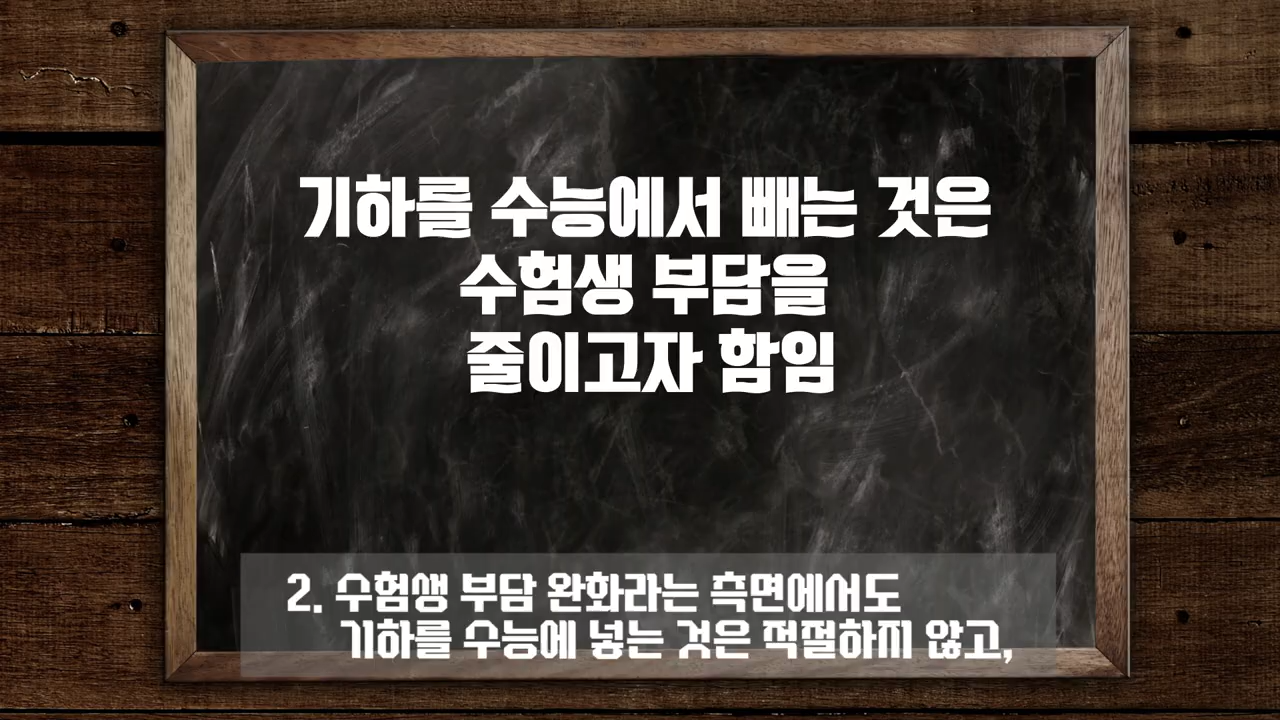 기하를 수능에서 빼는 것은
수험생 부담을
줄이고자 함임
2. 수험생 부담 완화라는 측면에서도
기하를 수능에 넣는 것은 적절하지 않고,